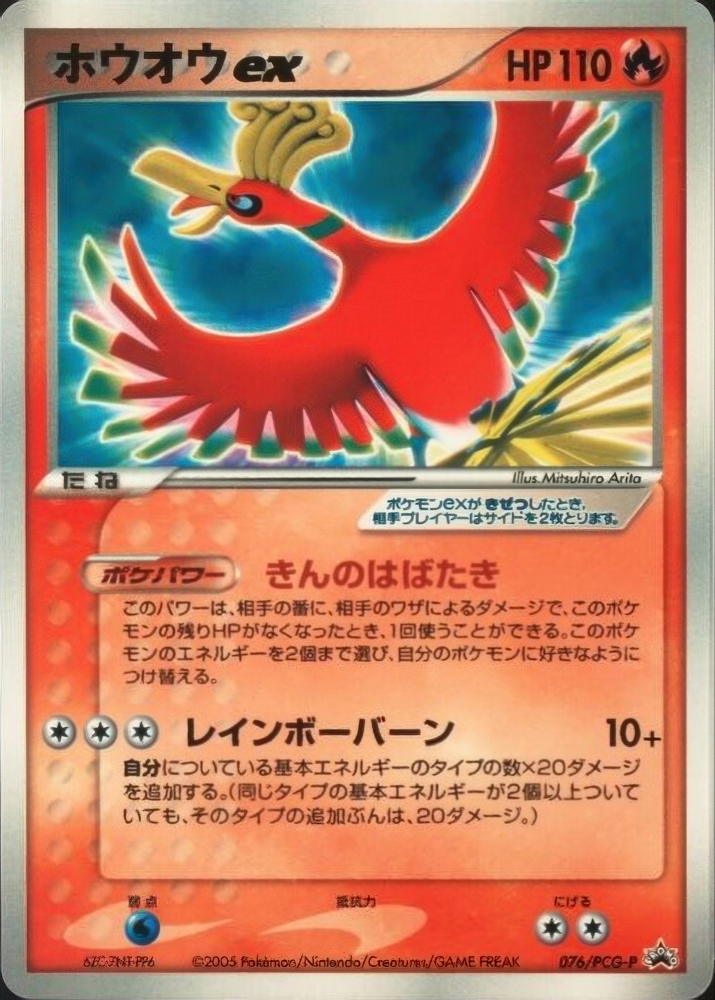 ホウオウex HP110
たね
Illus.Mitsuhiro Arita
ポケモンexがきぜつしたとき、
相手プレイヤーはサイドを2枚とります。
ポケパワー きんのはばたき
このパワーは、相手の番に、相手のワザによるダメージで、このポケ
モンの残りHPがなくなったとき、1回使うことができる。このポケ
モンのエネルギーを2個まで選び、自分のポケモンに好きなように
つけ替える。
レインボーバーン 10+
自分についている基本エネルギーのタイプの数×20ダメージ
を追加する。(同じタイプの基本エネルギーが2個以上ついて
いても、そのタイプの追加ぶんは、20ダメージ。)
弱点 抵抗力 にげる
©2005 Pokémon/Nintendo/Creatures/GAME FREAK 076/PCG-P